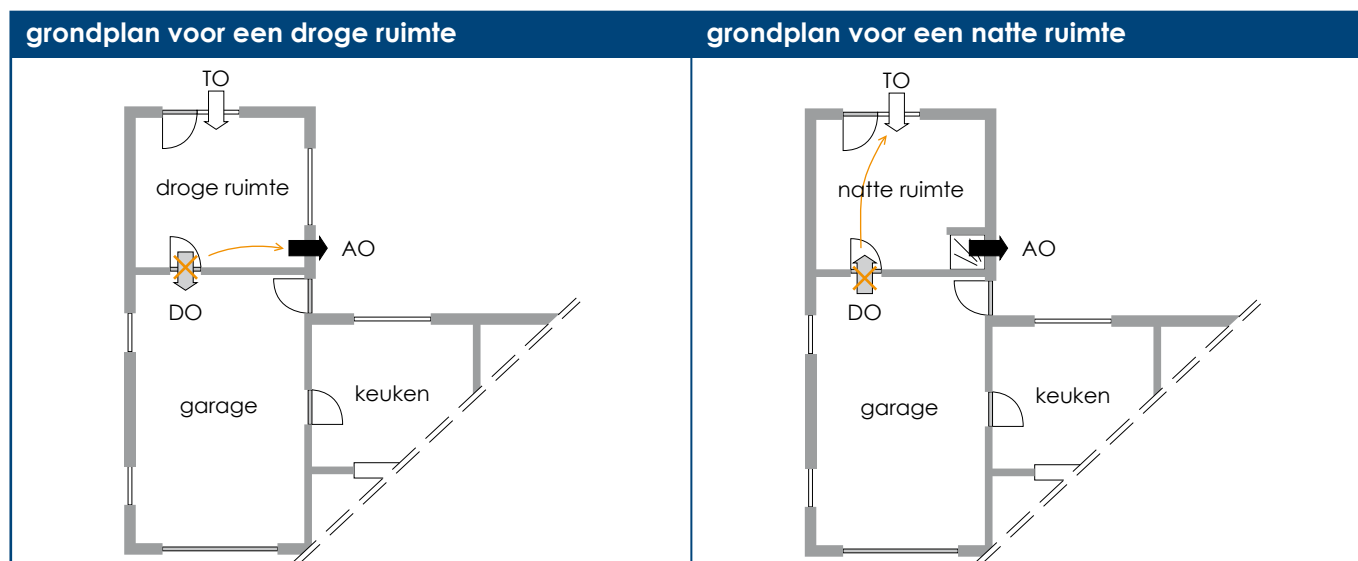 grondplan voor een droge ruimte
TO
droge ruimte
AO
DO
keuken
garage
grondplan voor een natte ruimte
TO
natte ruimte
AO
DO
keuken
garage